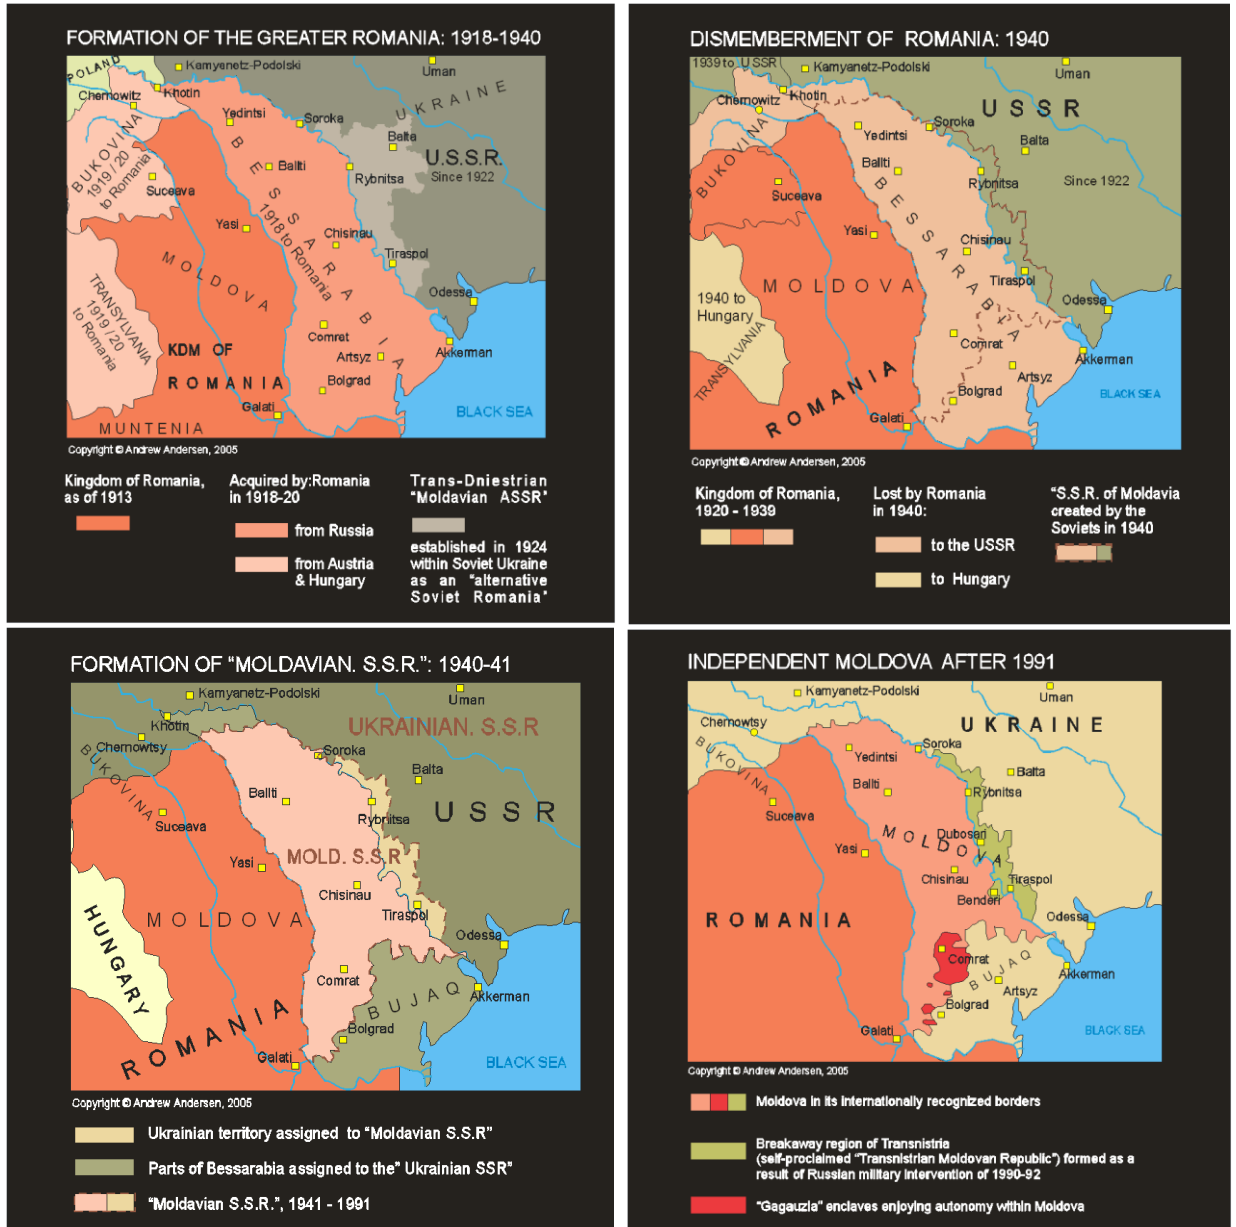 FORMATION OF THE GREATER ROMANIA: 1918-1940
POLAND
Kamyanetz-Podolski
Uman
Chernowitz
Khotin
UKRAINE
Yedintsi
Soroka
Balta
U.S.S.R.
Since 1922
BUKOVINA
1919 / 20
to Romania
Ballti
Rybnitsa
Suceava
BESSARABIA
1918 to Romania
Yasi
Chisinau
Tiraspol
MOLDOVA
Odessa
TRANSYLVANIA
1919 / 20
to Romania
Comrat
Akkerman
KDM OF
ROMANIA
Artsyz
Bolgrad
Galati
BLACK SEA
MUNTENIA
Copyright © Andrew Andersen, 2005
Kingdom of Romania,
as of 1913
Acquired by:Romania
in 1918-20
from Russia
from Austria
& Hungary
Trans-Dniestrian
"Moldavian ASSR"
established in 1924
within Soviet Ukraine
as an "alternative
Soviet Romania"
DISMEMBERMENT OF ROMANIA: 1940
1939 to USSR
Kamyanetz-Podolski
Uman
Chernowitz
Khotin
USSR
Yedintsi
Soroka
Balta
BUKOVINA
Ballti
Rybnitsa
Since 1922
Suceava
BESSARABIA
Yasi
Chisinau
Tiraspol
MOLDOVA
1940 to
Hungary
Odessa
TRANSYLVANIA
Comrat
Akkerman
Artsyz
ROMANIA
Bolgrad
BLACK SEA
Galati
Copyright © Andrew Andersen, 2005
Kingdom of Romania,
1920 - 1939
Lost by Romania
in 1940:
to the USSR
to Hungary
"S.S.R. of Moldavia
created by the
Soviets in 1940
FORMATION OF "MOLDAVIAN. S.S.R.": 1940-41
Kamyanetz-Podolski
Uman
Khotin
UKRAINIAN. S.S.R
Chernowtsy
Soroka
BUKOVINA
Balta
Ballti
USSR
Suceava
Rybnitsa
Yasi
MOLD. S.S.R
Chisinau
Tiraspol
HUNGARY
MOLDOVA
Odessa
Comrat
BUJAQ
Akkerman
ROMANIA
Bolgrad
Galati
BLACK SEA
Copyright © Andrew Andersen, 2005
Ukrainian territory assigned to "Moldavian S.S.R"
Parts of Bessarabia assigned to the" Ukrainian SSR"
"Moldavian S.S.R.", 1941 - 1991
INDEPENDENT MOLDOVA AFTER 1991
Kamyanetz-Podolski
Uman
Chernowtsy
UKRAINE
BUKOVINA
Yedintsi
Soroka
Balta
Ballti
Rybnitsa
Suceava
MOLDOVA
Dubosari
Yasi
Chisinau
Tiraspol
Benderi
ROMANIA
Odessa
Comrat
BUJAQ
Akkerman
Artsyz
Bolgrad
Galati
BLACK SEA
Copyright © Andrew Andersen, 2005
Moldova in its internationally recognized borders
Breakaway region of Transnistria
(self-proclaimed "Transnistrian Moldovan Republic") formed as a
result of Russian military intervention of 1990-92
"Gagauzia" enclaves enjoying autonomy within Moldova